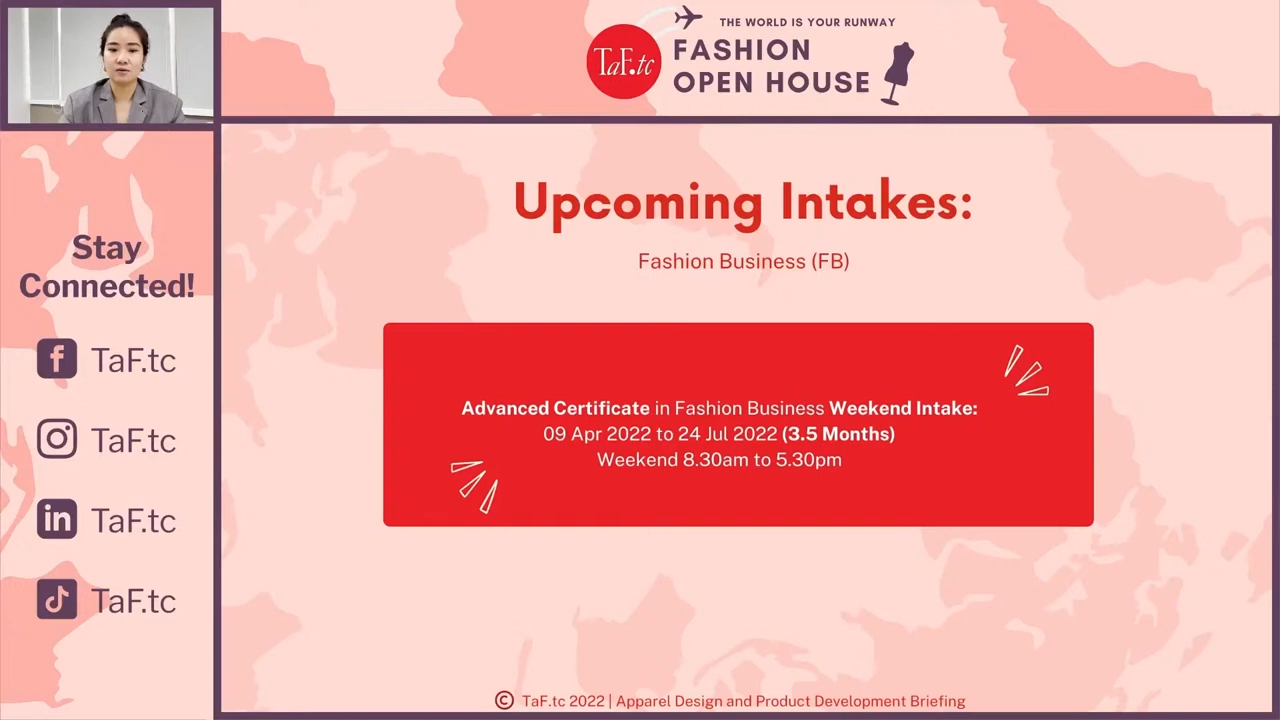 THE WORLD IS YOUR RUNWAY
TaF.tc
FASHION
OPEN HOUSE
Stay
Connected!
f TaF.tc
TaF.tc
in TaF.tc
TaF.tc
Upcoming Intakes:
Fashion Business (FB)
Advanced Certificate in Fashion Business Weekend Intake:
09 Apr 2022 to 24 Jul 2022 (3.5 Months)
Weekend 8.30am to 5.30pm
© TaF.tc 2022 | Apparel Design and Product Development Briefing